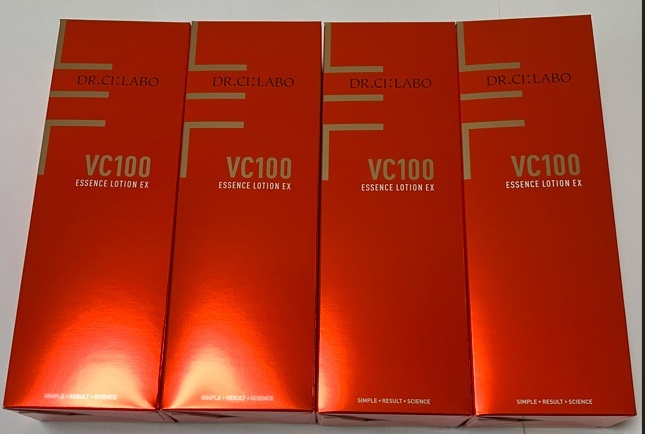 DR.CI:LABO
VC100
ESSENCE LOTION EX
SIMPLE • RESULT • SCIENCE
DR.CI:LABO
VC100
ESSENCE LOTION EX
SIMPLE • RESULT • SCIENCE
DR.CI:LABO
VC100
ESSENCE LOTION EX
SIMPLE • RESULT • SCIENCE
DR.CI:LABO
VC100
ESSENCE LOTION EX
SIMPLE • RESULT • SCIENCE